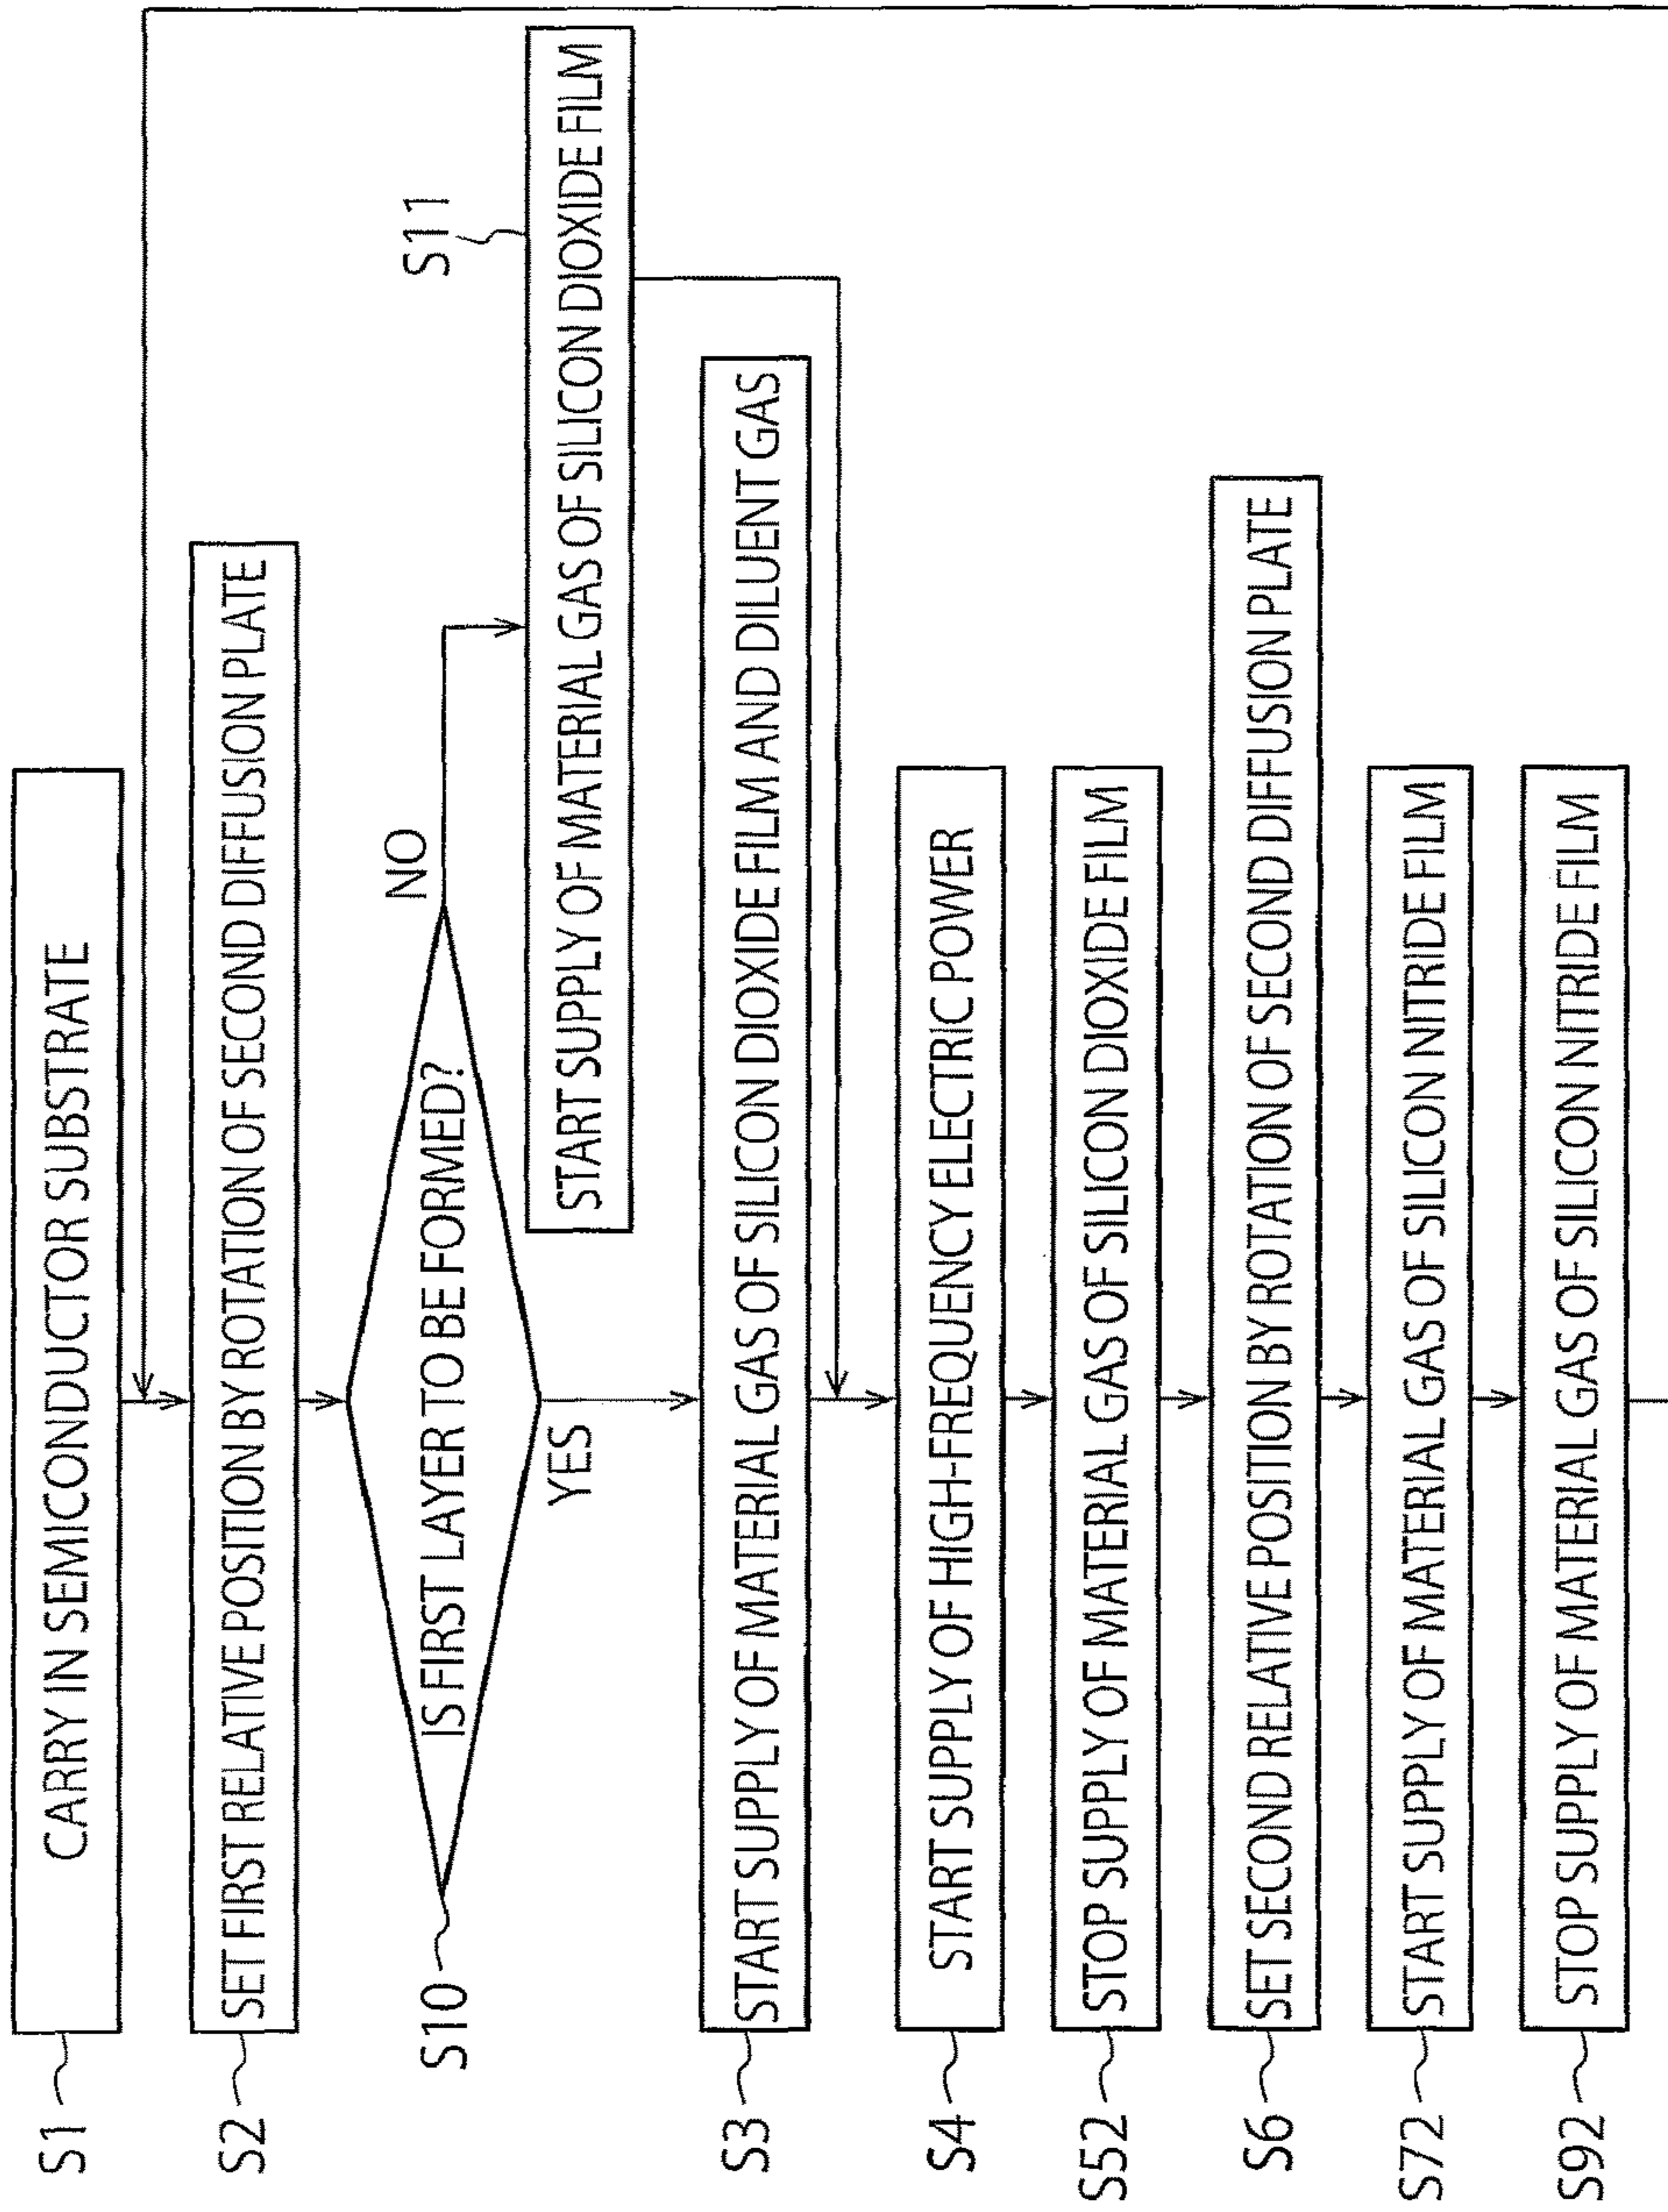 S1
CARRY IN SEMICONDUCTOR SUBSTRATE
S2
SET FIRST RELATIVE POSITION BY ROTATION OF SECOND DIFFUSION PLATE
S10
IS FIRST LAYER TO BE FORMED?
NO
YES
S11
START SUPPLY OF MATERIAL GAS OF SILICON DIOXIDE FILM
S3
START SUPPLY OF MATERIAL GAS OF SILICON DIOXIDE FILM AND DILUENT GAS
S4
START SUPPLY OF HIGH-FREQUENCY ELECTRIC POWER
S52
STOP SUPPLY OF MATERIAL GAS OF SILICON DIOXIDE FILM
S6
SET SECOND RELATIVE POSITION BY ROTATION OF SECOND DIFFUSION PLATE
S72
START SUPPLY OF MATERIAL GAS OF SILICON NITRIDE FILM
S92
STOP SUPPLY OF MATERIAL GAS OF SILICON NITRIDE FILM